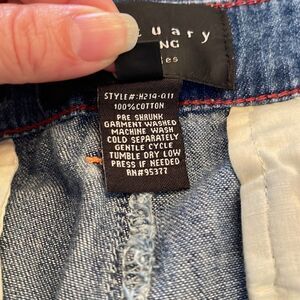 uary
NG
es
STYLE#:H214-Q11
100%COTTON
PRE SHRUNK
GARMENT WASHED
MACHINE WASH
COLD SEPARATELY
GENTLE CYCLE
TUMBLE DRY LOW
PRESS IF NEEDED
RN#95377